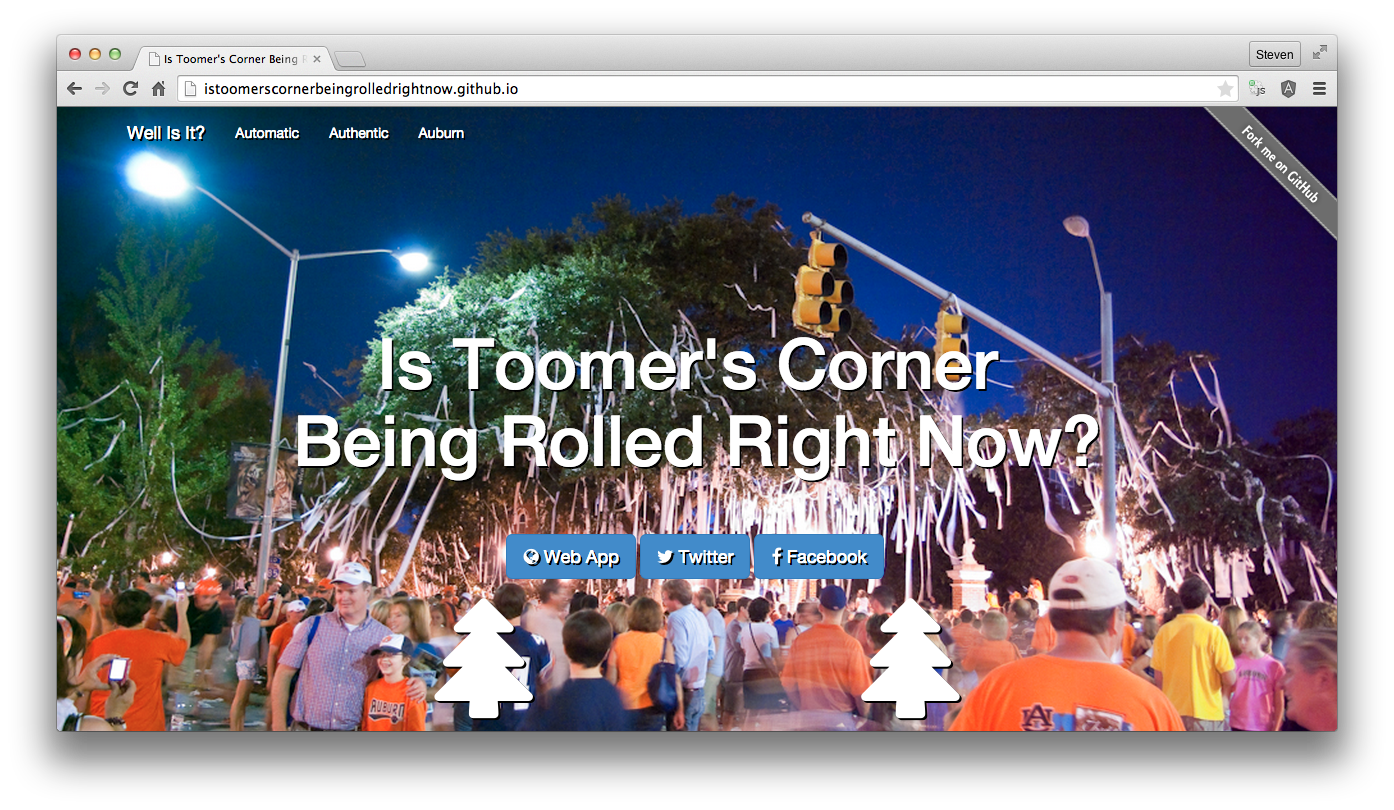 Is Toomer's Corner Being R
Steven
istoomerscornerbeingrolledrightnow.github.io
js
A
Well Is It?
Automatic
Authentic
Auburn
Fork me on GitHub
Is Toomer's Corner
Being Rolled Right Now?
Web App
Twitter
Facebook
AUBURN
AU